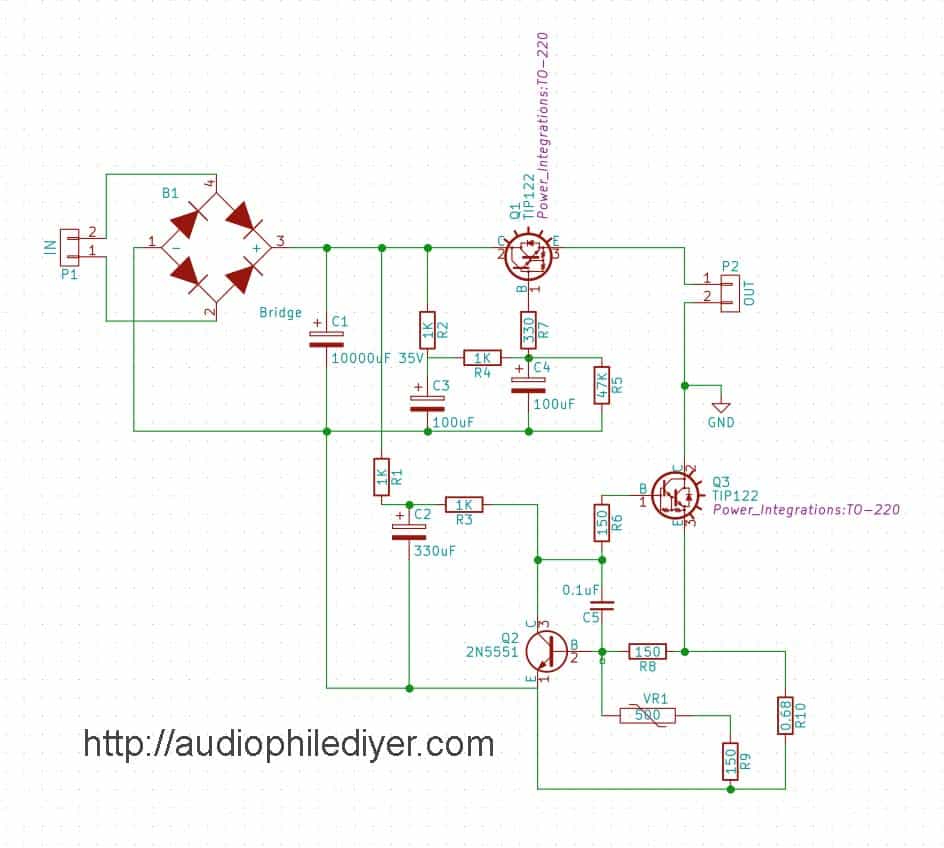 Power_Integrations:TO-220
TIP122
Q1
B1
4
IN
2
1
P1
1
-
+
3
2
Bridge
C
2
E
3
B
1
P2
1
2
OUT
+
C1
10000uF 35V
1K
R2
330
R7
1K
R4
+
C4
100uF
47K
R5
+
C3
100uF
GND
1K
R1
1K
R3
+
C2
330uF
C
2
B
1
E
3
Q3
TIP122
Power_Integrations:TO-220
150
R6
0.1uF
C5
C
3
Q2
2N5551
B
2
E
1
150
R8
VR1
500
0.68
R10
150
R9
http://audiophilediyer.com